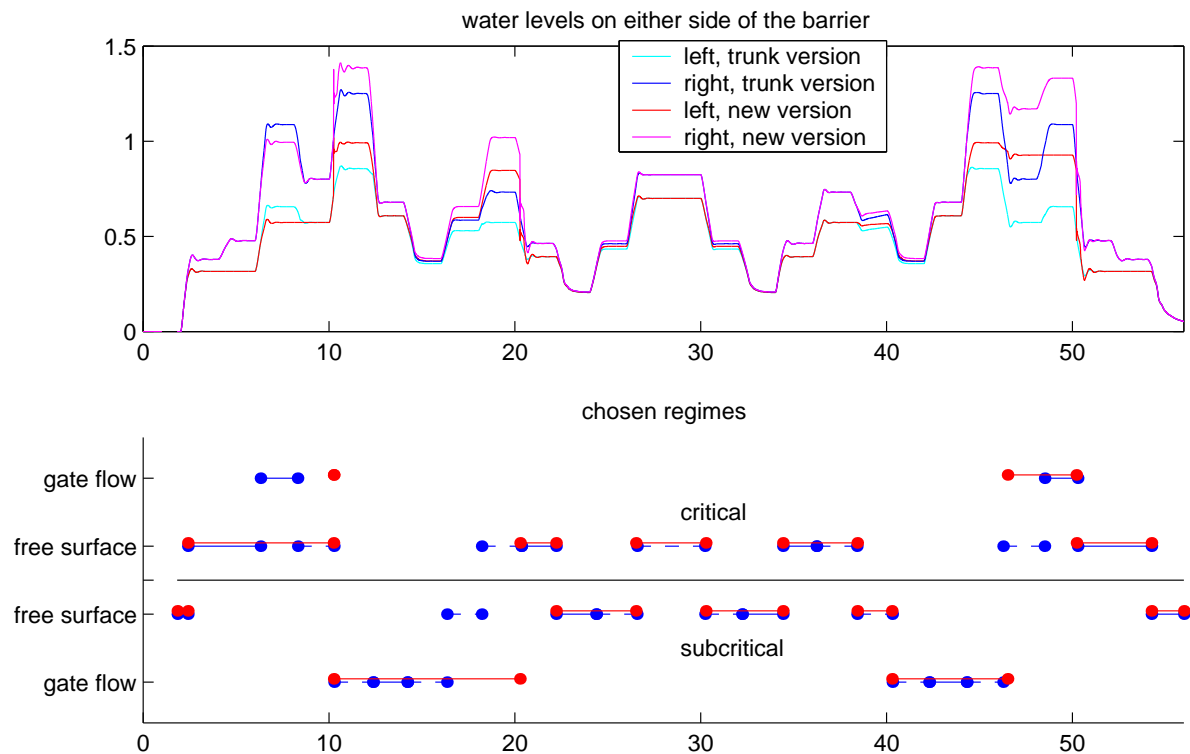 water levels on either side of the barrier
1.5
left, trunk version
right, trunk version
left, new version
right, new version
1
0.5
0
0 10 20 30 40 50
chosen regimes
gate flow
critical
free surface
free surface
subcritical
gate flow
0 10 20 30 40 50